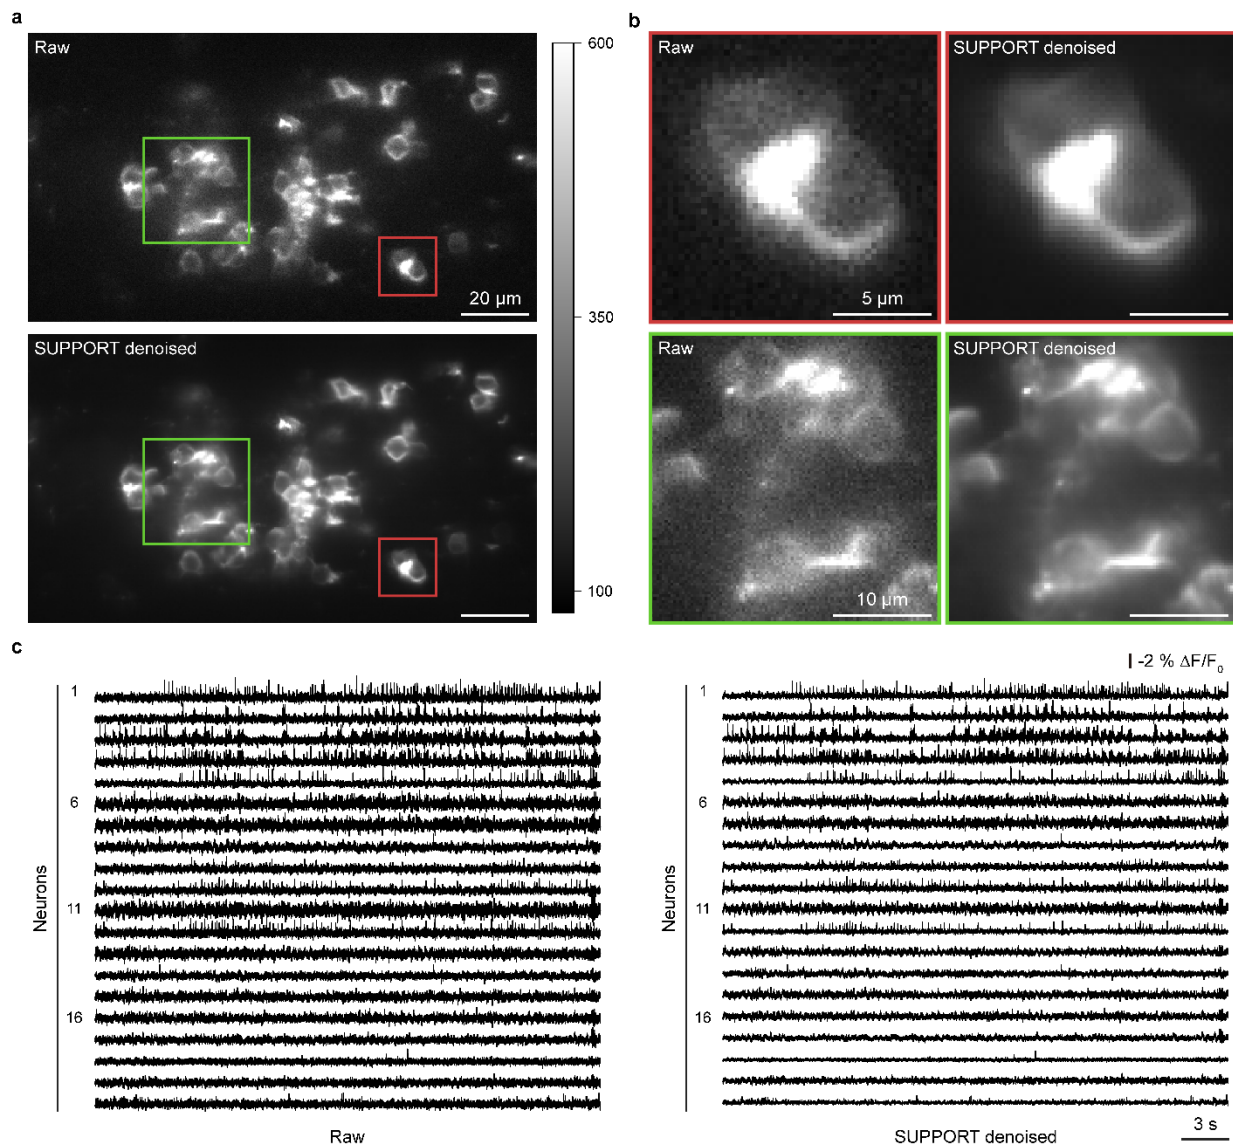 a
Raw
20 µm
SUPPORT denoised
600
350
100
b
Raw
5 µm
SUPPORT denoised
Raw
10 µm
SUPPORT denoised
c
Neurons
1
6
11
16
Raw
-2 % ΔF/F₀
Neurons
1
6
11
16
3 s
SUPPORT denoised